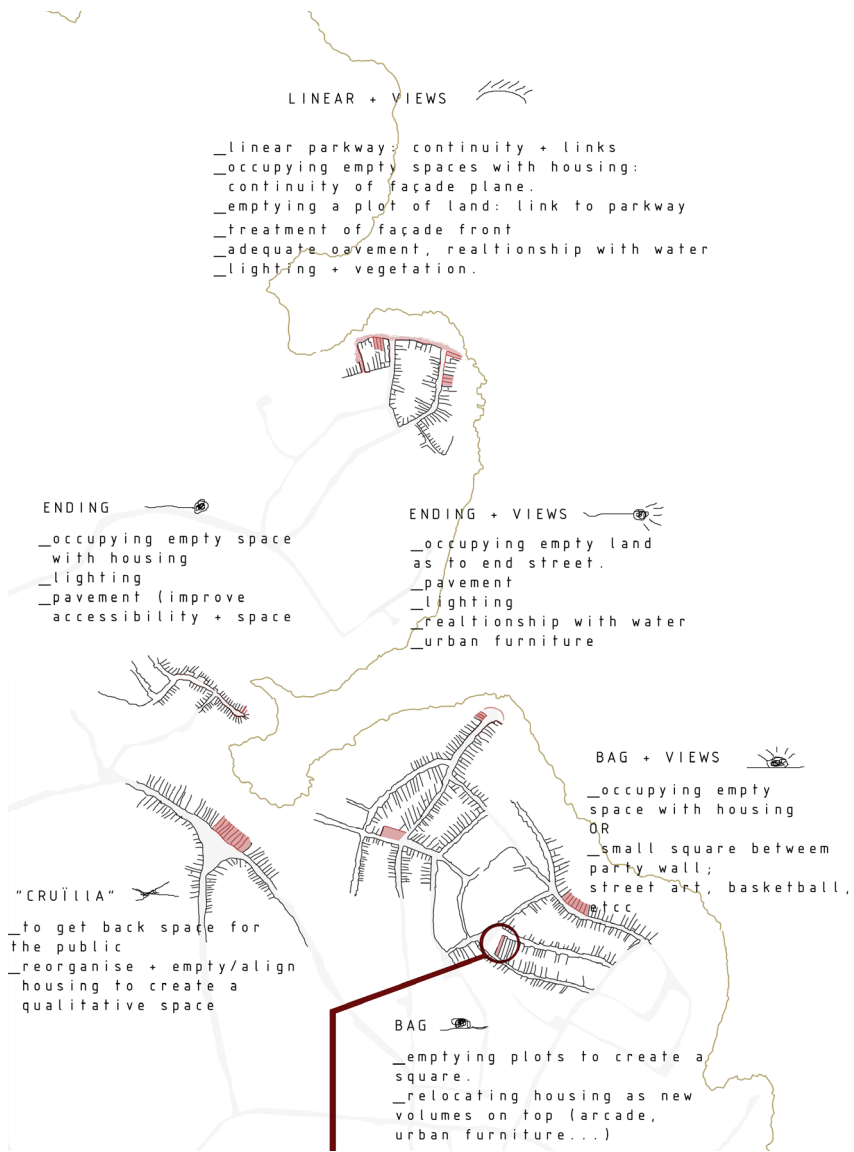 LINEAR + VIEWS
_linear parkway: continuity + links
_occupying empty spaces with housing:
continuity of façade plane.
_emptying a plot of land: link to parkway
_treatment of façade front
_adequate oavement, realtionship with water
_lighting + vegetation.
ENDING
_occupying empty space
with housing
_lighting
_pavement (improve
accessibility + space
ENDING + VIEWS
_occupying empty land
as to end street.
_pavement
_lighting
_realtionship with water
_urban furniture
BAG + VIEWS
_occupying empty
space with housing
OR
_small square betweem
party wall;
street art, basketball,
etcc
"CRUÏllA"
_to get back space for
the public
_reorganise + empty/align
housing to create a
qualitative space
BAG
_emptying plots to create a
square.
_relocating housing as new
volumes on top (arcade,
urban furniture...)